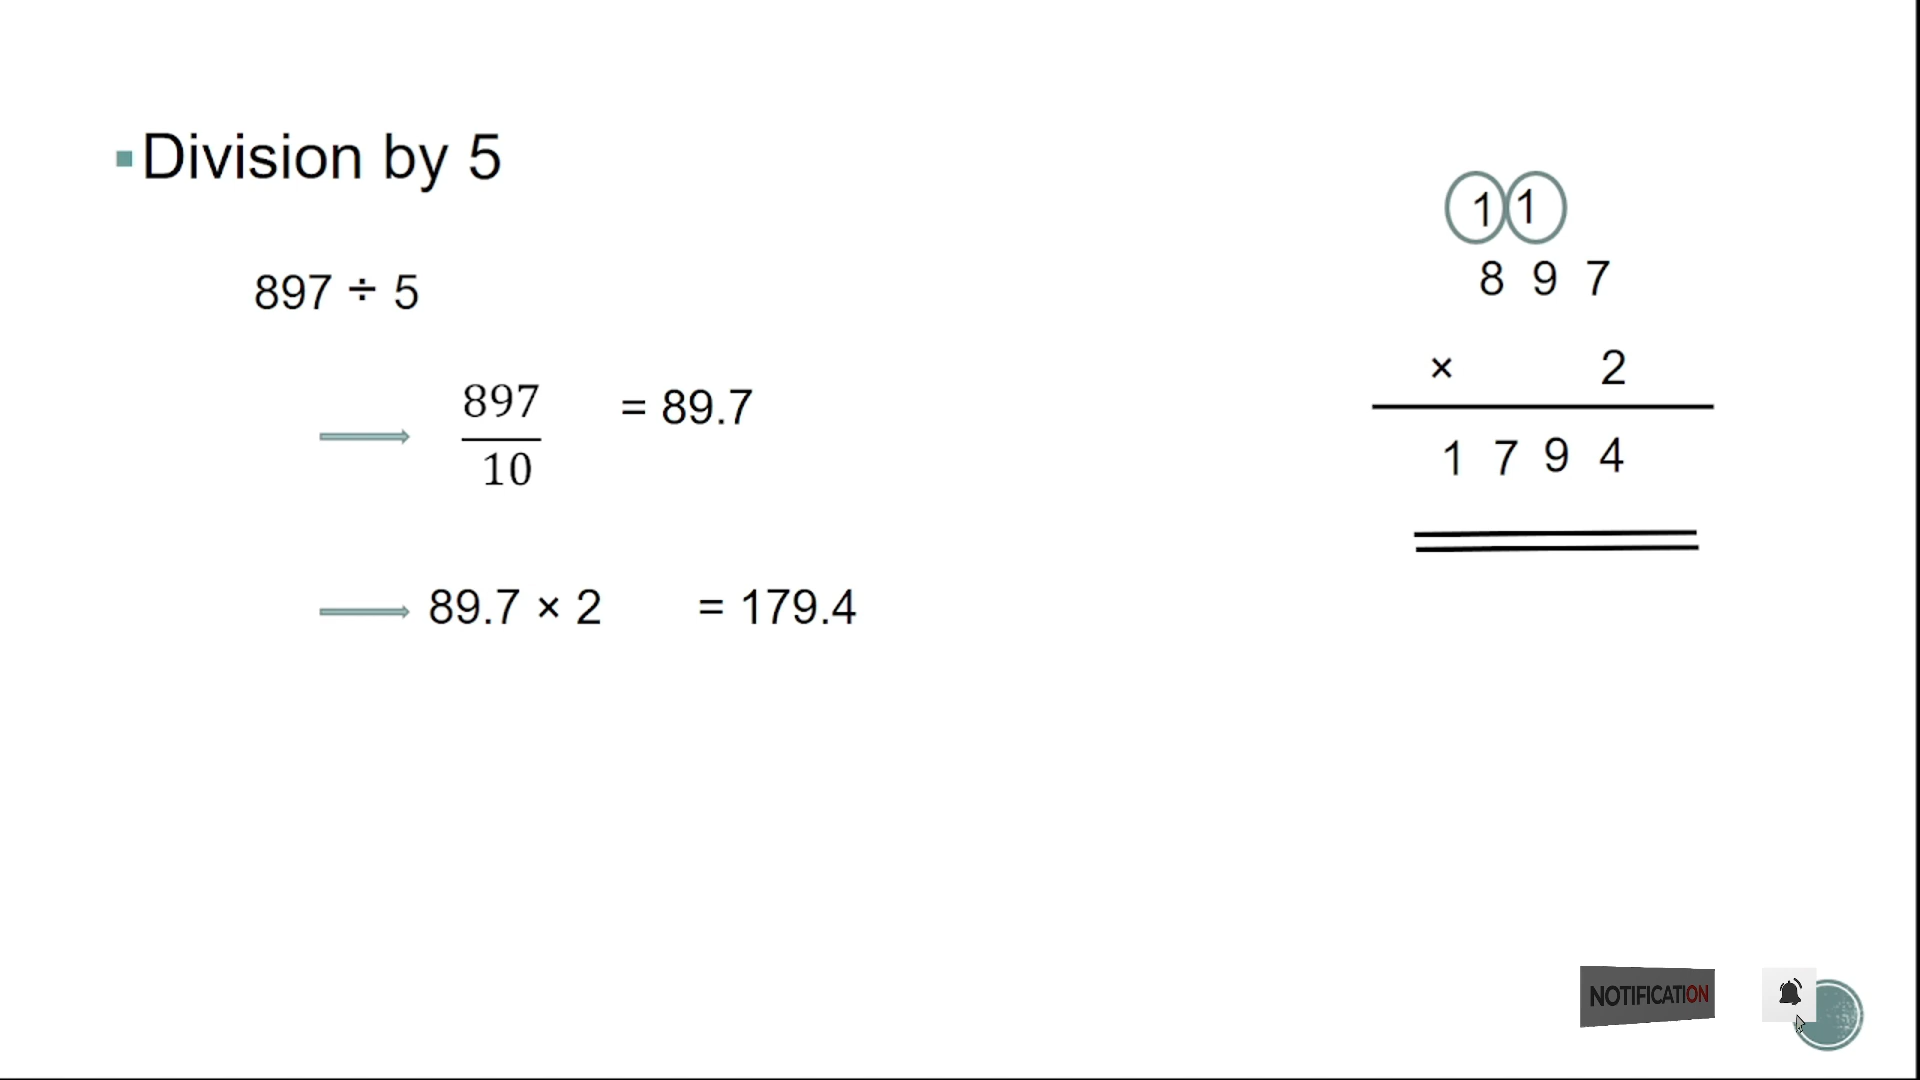 Division by 5
897 ÷ 5
897
10
= 89.7
89.7 × 2 = 179.4
1 1
8 9 7
× 2
1 7 9 4
NOTIFICATION